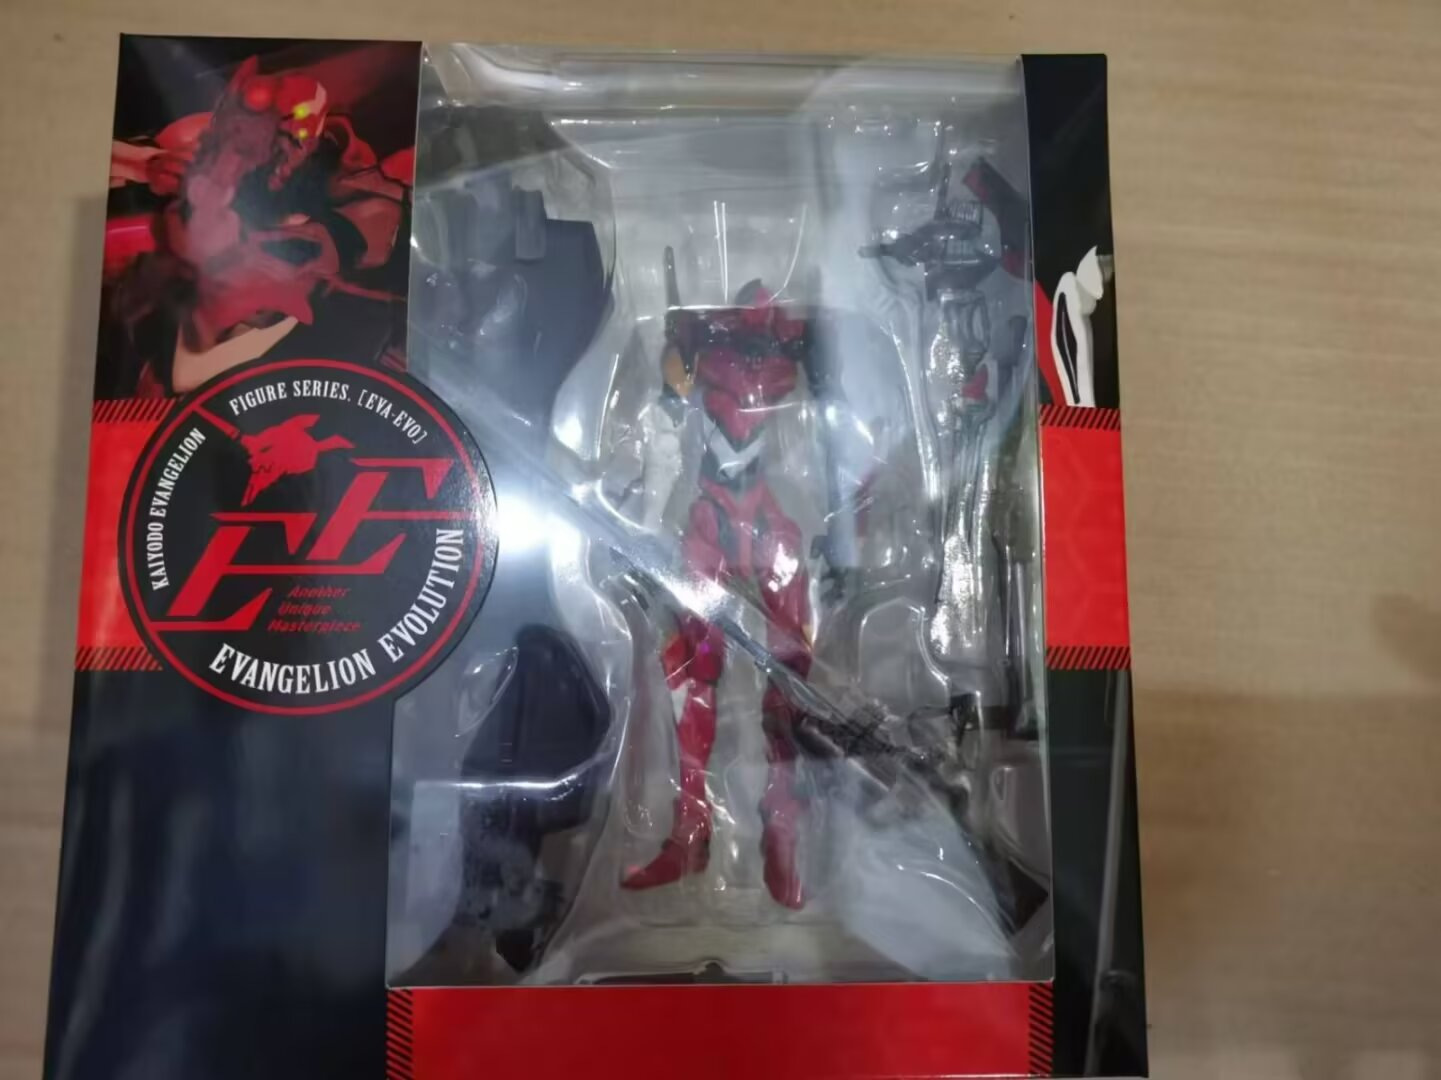 FIGURE SERIES. [EVA-EVO]
KAIYODO EVANGELION
EE
Another
Unique
Masterpiece
EVANGELION EVOLUTION